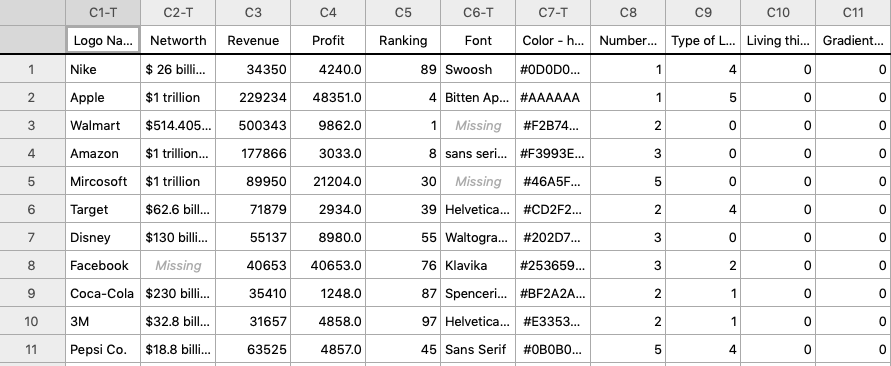 C1-T C2-T C3 C4 C5 C6-T C7-T C8 C9 C10 C11
Logo Na... Networth Revenue Profit Ranking Font Color - h... Number... Type of L... Living thi... Gradient...
1 Nike $ 26 billi... 34350 4240.0 89 Swoosh #0D0D0... 1 4 0 0
2 Apple $1 trillion 229234 48351.0 4 Bitten Ap... #AAAAAA 1 5 0 0
3 Walmart $514.405... 500343 9862.0 1 Missing #F2B74... 2 0 0 0
4 Amazon $1 trillion... 177866 3033.0 8 sans seri... #F3993E... 3 0 0 0
5 Mircosoft $1 trillion 89950 21204.0 30 Missing #46A5F... 5 0 0 0
6 Target $62.6 bill... 71879 2934.0 39 Helvetica... #CD2F2... 2 4 0 0
7 Disney $130 billi... 55137 8980.0 55 Waltogra... #202D7... 3 0 0 0
8 Facebook Missing 40653 40653.0 76 Klavika #253659... 3 2 0 0
9 Coca-Cola $230 billi... 35410 1248.0 87 Spenceri... #BF2A2A... 2 1 0 0
10 3M $32.8 billi... 31657 4858.0 97 Helvetica... #E3353... 2 1 0 0
11 Pepsi Co. $18.8 billi... 63525 4857.0 45 Sans Serif #0B0B0... 5 4 0 0